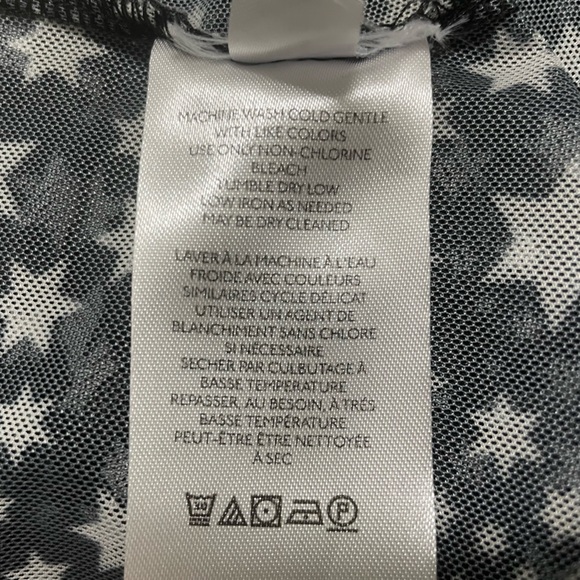 MACHINE WASH COLD GENTLE
WITH LIKE COLORS
USE ONLY NON-CHLORINE
BLEACH
TUMBLE DRY LOW
LOW IRON AS NEEDED
MAY BE DRY CLEANED
LAVER À LA MACHINE À L'EAU
FROIDE AVEC COULEURS
SIMILAIRES CYCLE DÉLICAT
UTILISER UN AGENT DE
BLANCHIMENT SANS CHLORE
SI NÉCESSAIRE
SÉCHER PAR CULBUTAGE À
BASSE TEMPÉRATURE
REPASSER, AU BESOIN, À TRÈS
BASSE TEMPÉRATURE
PEUT-ÊTRE ÊTRE NETTOYÉE
À SEC
30 P